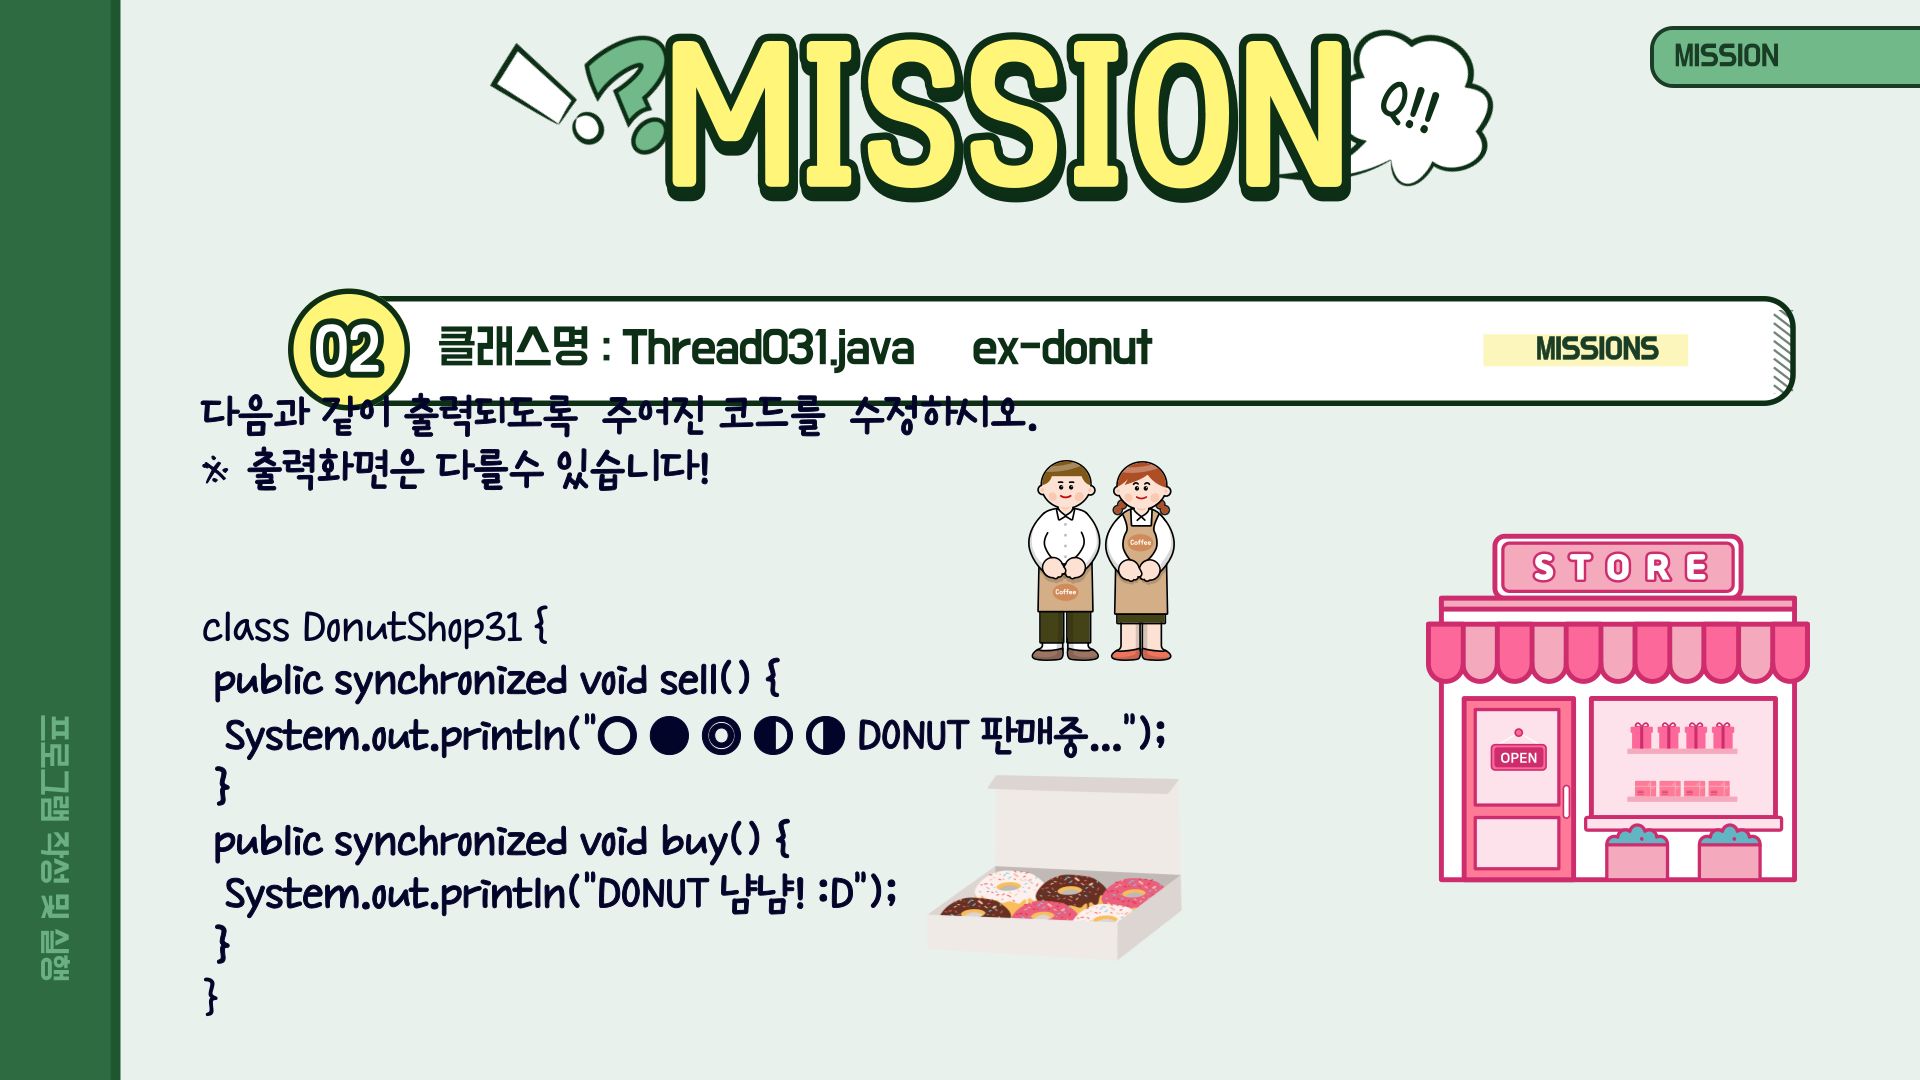 MISSION
MISSION
Q!!
02
클래스명 : Thread031.java ex-donut
MISSIONS
다음과 같이 출력되도록 주어진 코드를 수정하시오.
※ 출력화면은 다를수 있습니다!
class DonutShop31 {
public synchronized void sell() {
System.out.println("○ ● ◎ ◐ ◑ DONUT 판매중...");
}
public synchronized void buy() {
System.out.println("DONUT 냠냠! :D");
}
}
Coffee
Coffee
STORE
OPEN
프로그램 작성 및 실행